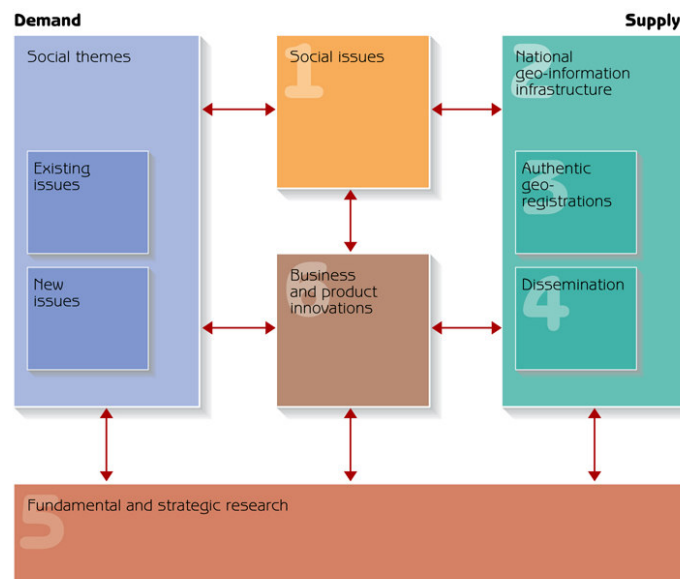 Demand
Supply
Social themes
Existing
issues
New
issues
1
Social issues
6
Business
and product
innovations
2
National
geo-information
infrastructure
3
Authentic
geo-
registrations
4
Dissemination
5
Fundamental and strategic research